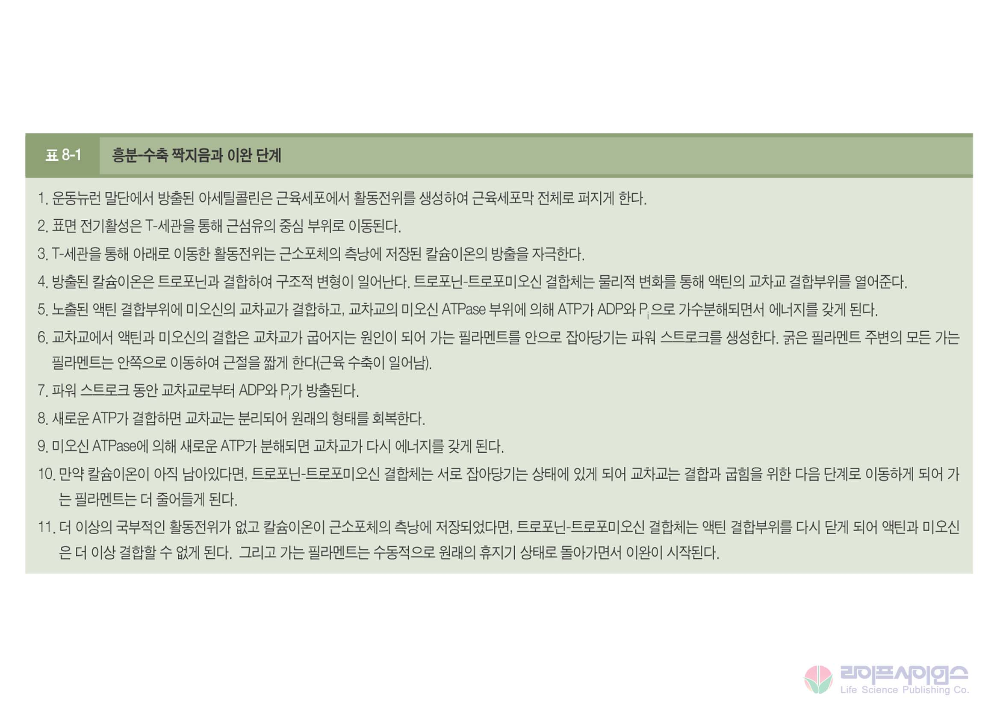 표 8-1 흥분-수축 짝지음과 이완 단계
1. 운동뉴런 말단에서 방출된 아세틸콜린은 근육세포에서 활동전위를 생성하여 근육세포막 전체로 퍼지게 한다.
2. 표면 전기활성은 T-세관을 통해 근섬유의 중심 부위로 이동된다.
3. T-세관을 통해 아래로 이동한 활동전위는 근소포체의 측낭에 저장된 칼슘이온의 방출을 자극한다.
4. 방출된 칼슘이온은 트로포닌과 결합하여 구조적 변형이 일어난다. 트로포닌-트로포미오신 결합체는 물리적 변화를 통해 액틴의 교차교 결합부위를 열어준다.
5. 노출된 액틴 결합부위에 미오신의 교차교가 결합하고, 교차교의 미오신 ATPase 부위에 의해 ATP가 ADP와 Pi으로 가수분해되면서 에너지를 갖게 된다.
6. 교차교에서 액틴과 미오신의 결합은 교차교가 굽어지는 원인이 되어 가는 필라멘트를 안으로 잡아당기는 파워 스트로크를 생성한다. 굵은 필라멘트 주변의 모든 가는
필라멘트는 안쪽으로 이동하여 근절을 짧게 한다(근육 수축이 일어남).
7. 파워 스트로크 동안 교차교로부터 ADP와 Pi가 방출된다.
8. 새로운 ATP가 결합하면 교차교는 분리되어 원래의 형태를 회복한다.
9. 미오신 ATPase에 의해 새로운 ATP가 분해되면 교차교가 다시 에너지를 갖게 된다.
10. 만약 칼슘이온이 아직 남아있다면, 트로포닌-트로포미오신 결합체는 서로 잡아당기는 상태에 있게 되어 교차교는 결합과 굽힘을 위한 다음 단계로 이동하게 되어 가
는 필라멘트는 더 줄어들게 된다.
11. 더 이상의 국부적인 활동전위가 없고 칼슘이온이 근소포체의 측낭에 저장되었다면, 트로포닌-트로포미오신 결합체는 액틴 결합부위를 다시 닫게 되어 액틴과 미오신
은 더 이상 결합할 수 없게 된다. 그리고 가는 필라멘트는 수동적으로 원래의 휴지기 상태로 돌아가면서 이완이 시작된다.
라이프사이언스
Life Science Publishing Co.